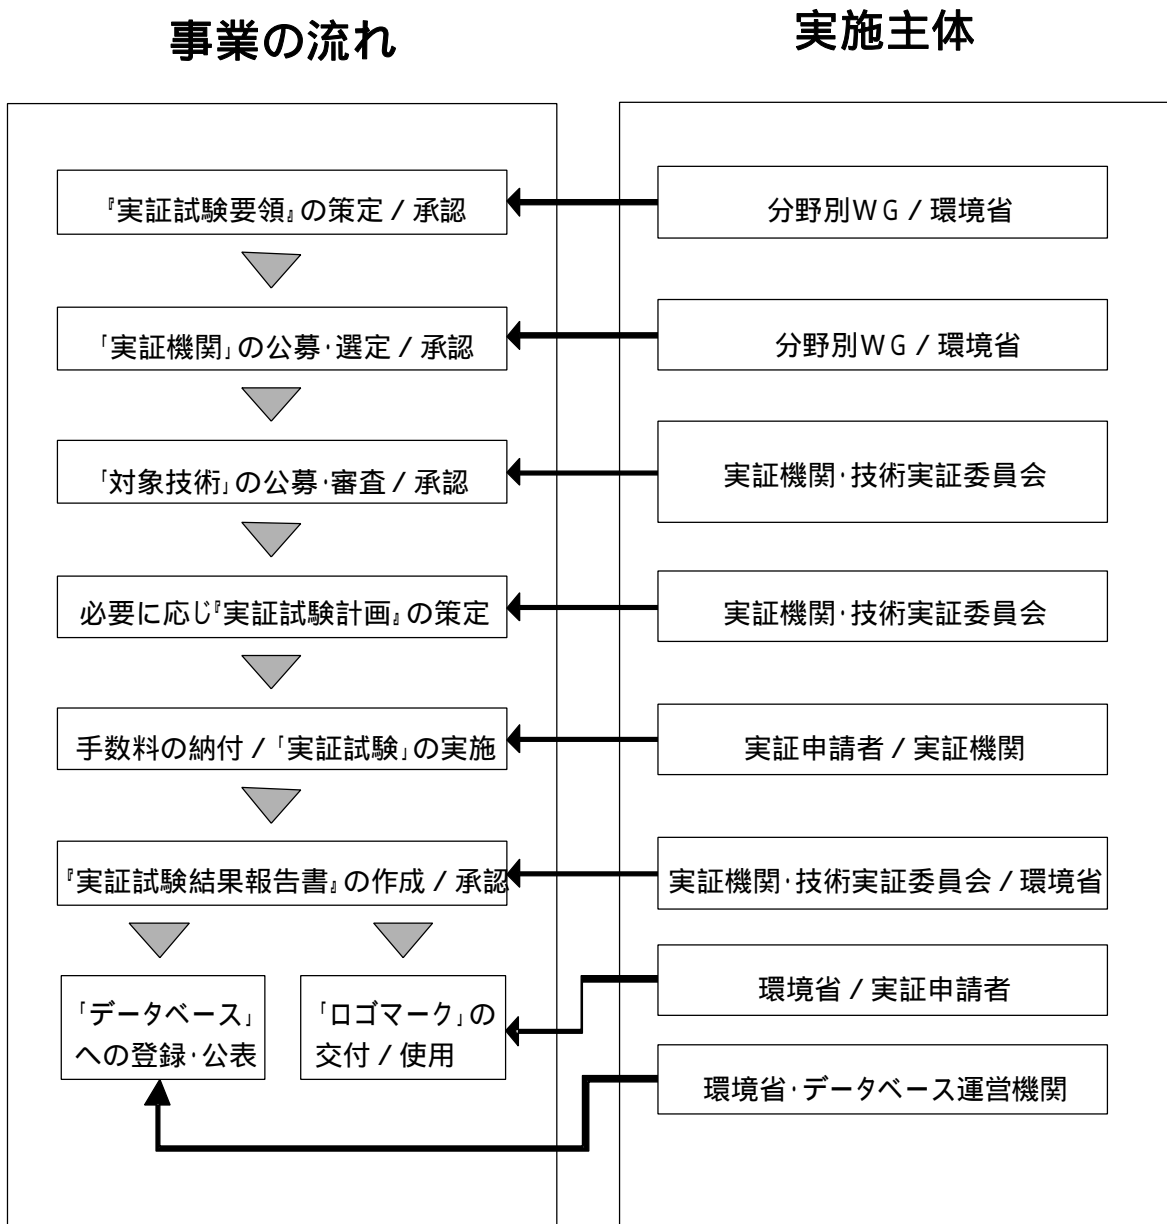 事業の流れ
実施主体
『実証試験要領』の策定 / 承認
分野別WG / 環境省
「実証機関」の公募・選定 / 承認
分野別WG / 環境省
「対象技術」の公募・審査 / 承認
実証機関・技術実証委員会
必要に応じ『実証試験計画』の策定
実証機関・技術実証委員会
手数料の納付 / 「実証試験」の実施
実証申請者 / 実証機関
『実証試験結果報告書』の作成 / 承認
実証機関・技術実証委員会 / 環境省
「データベース」
への登録・公表
「ロゴマーク」の
交付 / 使用
環境省 / 実証申請者
環境省・データベース運営機関